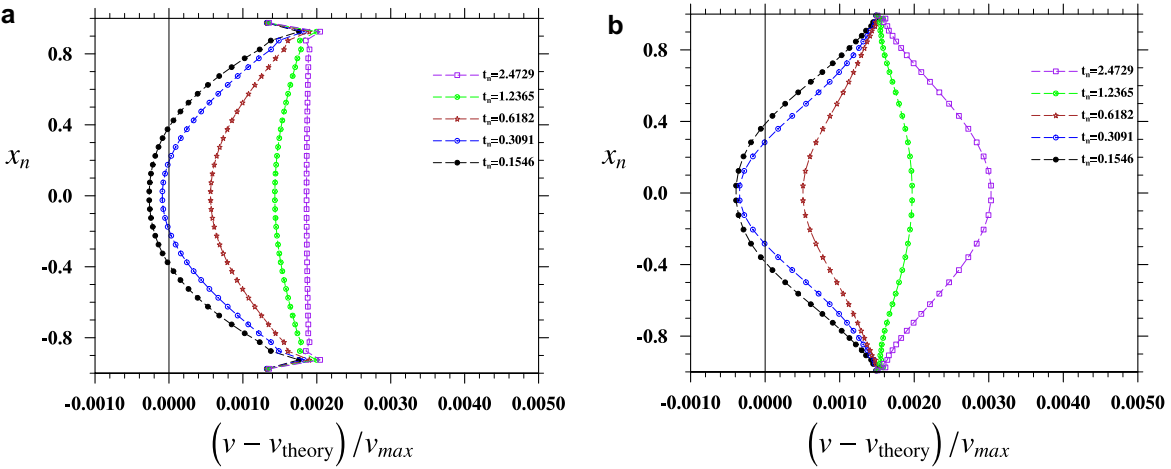 a
0.8
0.4
0.0
-0.4
-0.8
x_n
t_n=2.4729
t_n=1.2365
t_n=0.6182
t_n=0.3091
t_n=0.1546
-0.0010 0.0000 0.0010 0.0020 0.0030 0.0040 0.0050
(v − v_theory) / v_max
b
0.8
0.4
0.0
-0.4
-0.8
x_n
t_n=2.4729
t_n=1.2365
t_n=0.6182
t_n=0.3091
t_n=0.1546
-0.0010 0.0000 0.0010 0.0020 0.0030 0.0040 0.0050
(v − v_theory) / v_max